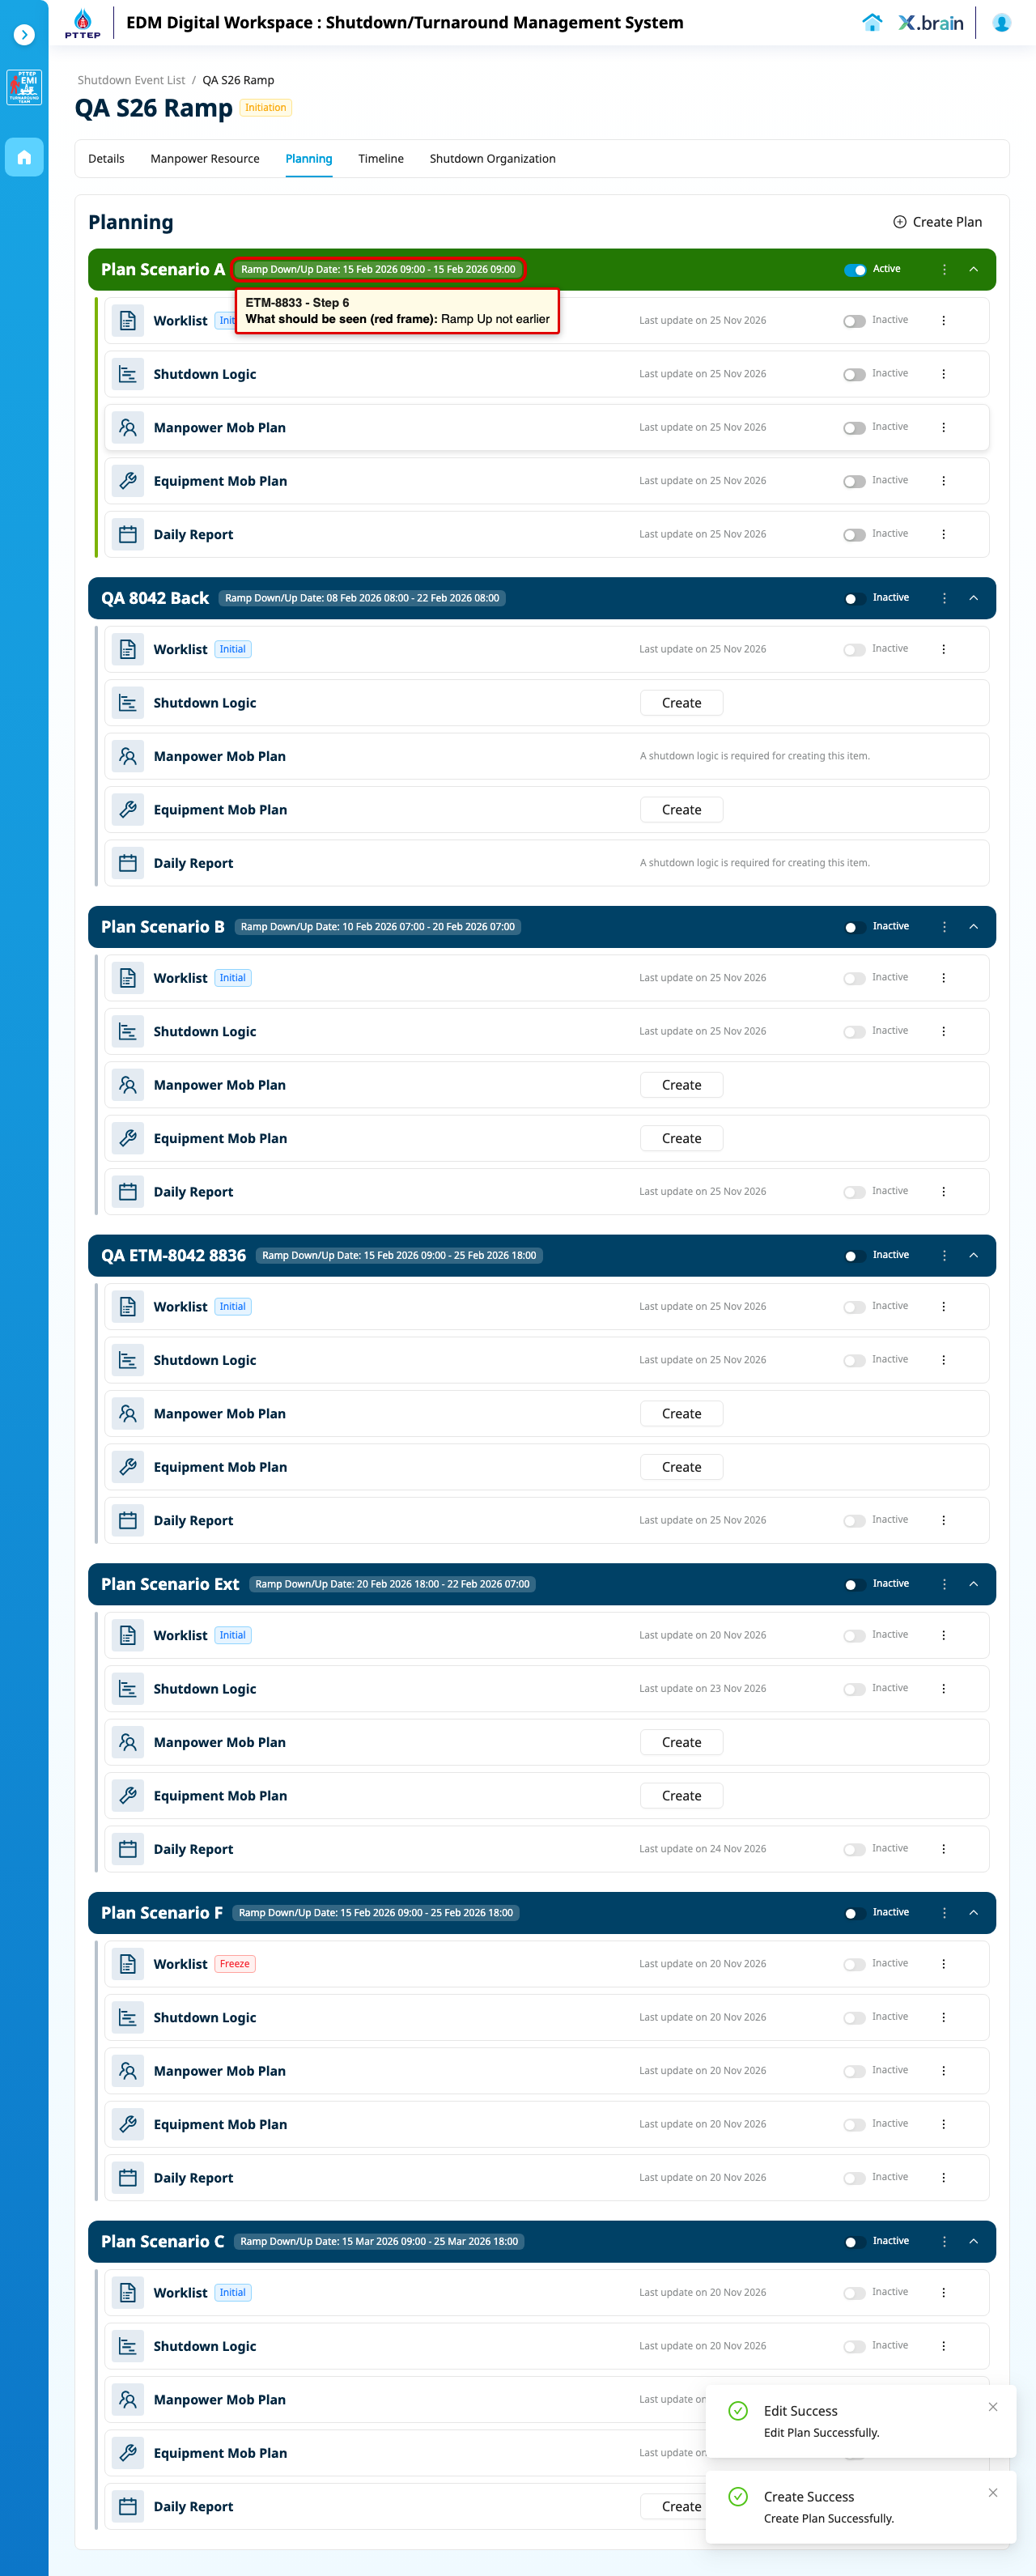 PTTEP
EDM Digital Workspace : Shutdown/Turnaround Management System
X.brain
PTTEP
EMI
TURNAROUND
TEAM
Shutdown Event List / QA S26 Ramp
QA S26 Ramp Initiation
Details Manpower Resource Planning Timeline Shutdown Organization
Planning Create Plan
Plan Scenario A Ramp Down/Up Date: 15 Feb 2026 09:00 - 15 Feb 2026 09:00 Active
ETM-8833 - Step 6
What should be seen (red frame): Ramp Up not earlier
Worklist Last update on 25 Nov 2026 Inactive
Shutdown Logic Last update on 25 Nov 2026 Inactive
Manpower Mob Plan Last update on 25 Nov 2026 Inactive
Equipment Mob Plan Last update on 25 Nov 2026 Inactive
Daily Report Last update on 25 Nov 2026 Inactive
QA 8042 Back Ramp Down/Up Date: 08 Feb 2026 08:00 - 22 Feb 2026 08:00 Inactive
Worklist Initial Last update on 25 Nov 2026 Inactive
Shutdown Logic Create
Manpower Mob Plan A shutdown logic is required for creating this item.
Equipment Mob Plan Create
Daily Report A shutdown logic is required for creating this item.
Plan Scenario B Ramp Down/Up Date: 10 Feb 2026 07:00 - 20 Feb 2026 07:00 Inactive
Worklist Initial Last update on 25 Nov 2026 Inactive
Shutdown Logic Last update on 25 Nov 2026 Inactive
Manpower Mob Plan Create
Equipment Mob Plan Create
Daily Report Last update on 25 Nov 2026 Inactive
QA ETM-8042 8836 Ramp Down/Up Date: 15 Feb 2026 09:00 - 25 Feb 2026 18:00 Inactive
Worklist Initial Last update on 25 Nov 2026 Inactive
Shutdown Logic Last update on 25 Nov 2026 Inactive
Manpower Mob Plan Create
Equipment Mob Plan Create
Daily Report Last update on 25 Nov 2026 Inactive
Plan Scenario Ext Ramp Down/Up Date: 20 Feb 2026 18:00 - 22 Feb 2026 07:00 Inactive
Worklist Initial Last update on 20 Nov 2026 Inactive
Shutdown Logic Last update on 23 Nov 2026 Inactive
Manpower Mob Plan Create
Equipment Mob Plan Create
Daily Report Last update on 24 Nov 2026 Inactive
Plan Scenario F Ramp Down/Up Date: 15 Feb 2026 09:00 - 25 Feb 2026 18:00 Inactive
Worklist Freeze Last update on 20 Nov 2026 Inactive
Shutdown Logic Last update on 20 Nov 2026 Inactive
Manpower Mob Plan Last update on 20 Nov 2026 Inactive
Equipment Mob Plan Last update on 20 Nov 2026 Inactive
Daily Report Last update on 20 Nov 2026 Inactive
Plan Scenario C Ramp Down/Up Date: 15 Mar 2026 09:00 - 25 Mar 2026 18:00 Inactive
Worklist Initial Last update on 20 Nov 2026 Inactive
Shutdown Logic Last update on 20 Nov 2026 Inactive
Manpower Mob Plan Last update on
Equipment Mob Plan Last update on
Daily Report Create
Edit Success
Edit Plan Successfully.
Create Success
Create Plan Successfully.